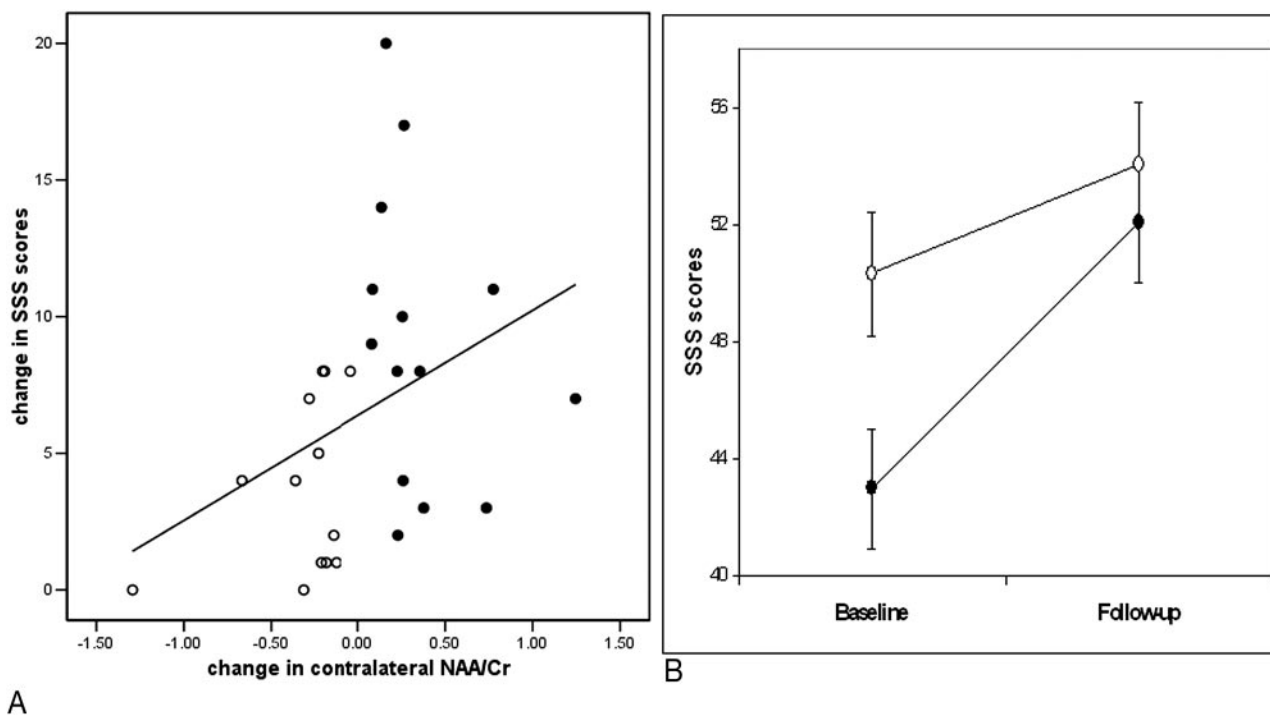 20
15
10
5
0
change in SSS scores
-1.50
-1.00
-0.50
0.00
0.50
1.00
1.50
change in contralateral NAA/Cr
A
56
52
48
44
40
SSS scores
Baseline
Follow-up
B